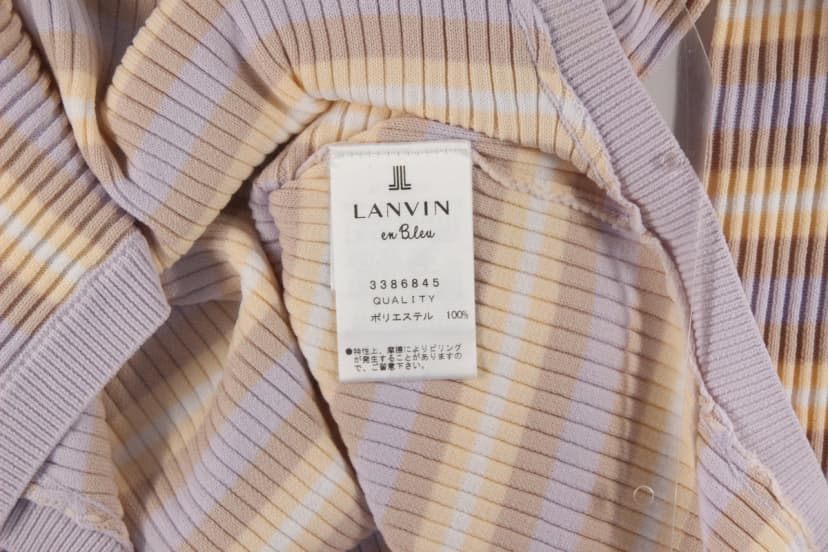 LANVIN
en Bleu
3386845
QUALITY
ポリエステル 100%
●特性上、摩擦によりピリング
が発生することがありますの
で、ご留意下さい。